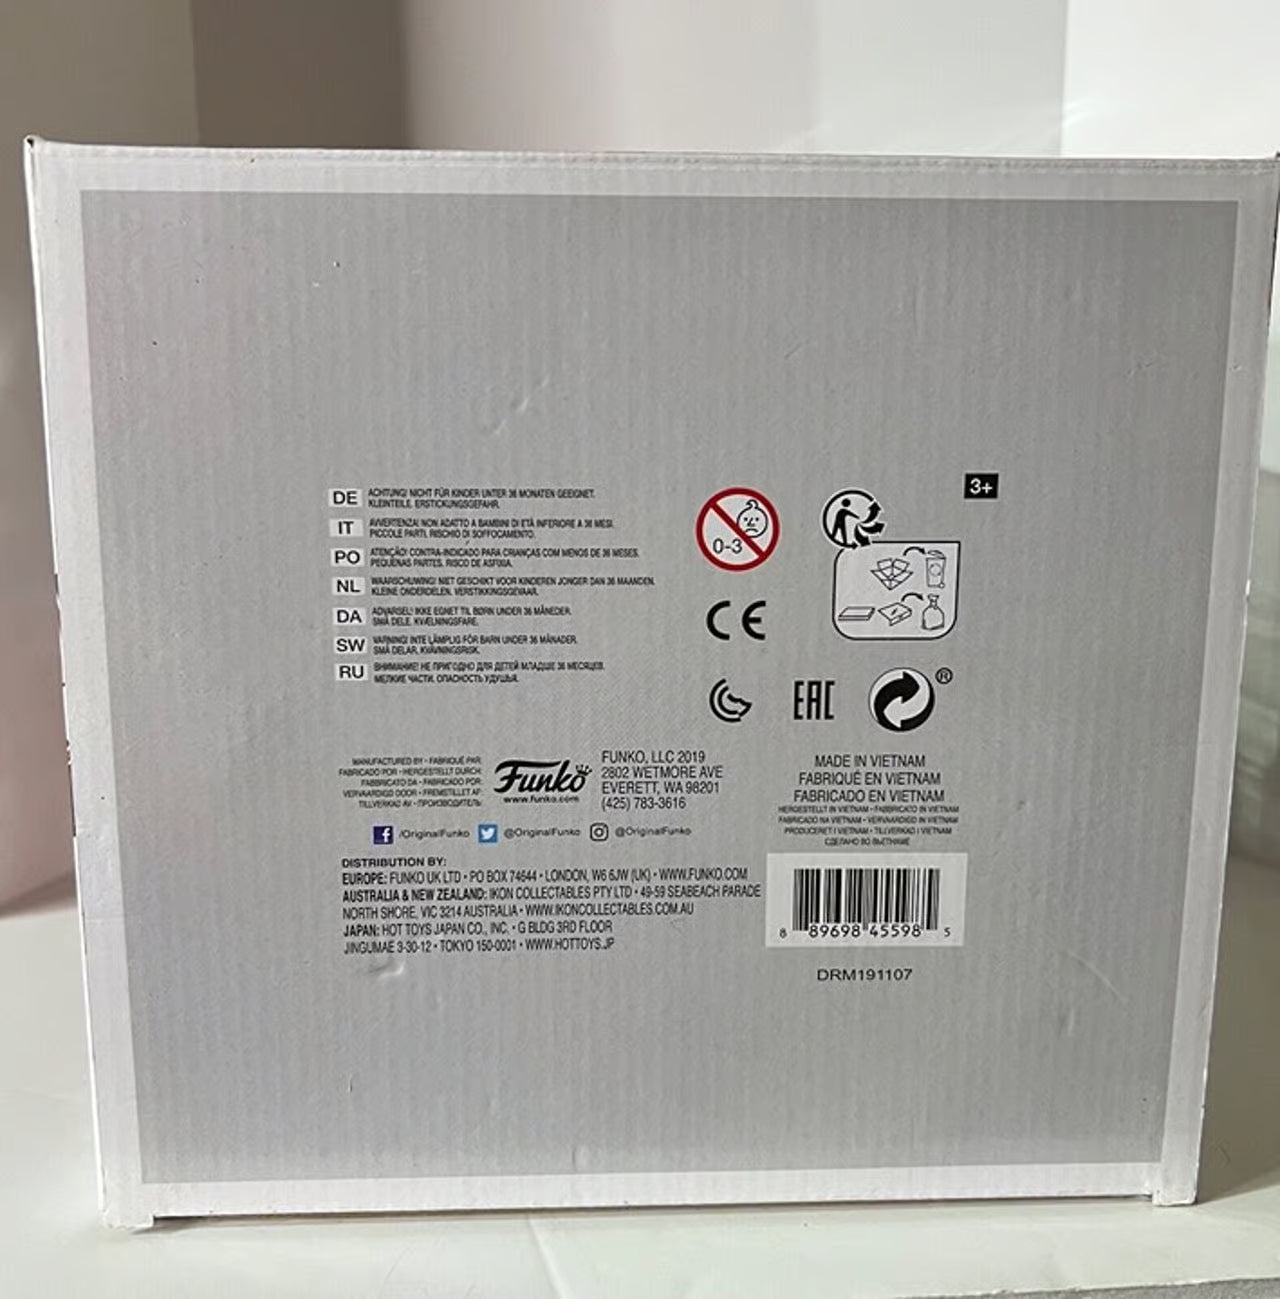 DE ACHTUNG! NICHT FÜR KINDER UNTER 36 MONATEN GEEIGNET.
KLEINTEILE. ERSTICKUNGSGEFAHR.
IT AVVERTENZA! NON ADATTO A BAMBINI DI ETÀ INFERIORE A 36 MESI.
PICCOLE PARTI. RISCHIO DI SOFFOCAMENTO.
PO ATENÇÃO! CONTRA-INDICADO PARA CRIANÇAS COM MENOS DE 36 MESES.
PEQUENAS PARTES. RISCO DE ASFIXIA.
NL WAARSCHUWING! NIET GESCHIKT VOOR KINDEREN JONGER DAN 36 MAANDEN.
KLEINE ONDERDELEN. VERSTIKKINGSGEVAAR.
DA ADVARSEL! IKKE EGNET TIL BØRN UNDER 36 MÅNEDER.
SMÅ DELE. KVÆLNINGSFARE.
SW VARNING! INTE LÄMPLIG FÖR BARN UNDER 36 MÅNADER.
SMÅ DELAR. KVÄVNINGSRISK.
RU ВНИМАНИЕ! НЕ ПРИГОДНО ДЛЯ ДЕТЕЙ МЛАДШЕ 36 МЕСЯЦЕВ.
МЕЛКИЕ ЧАСТИ. ОПАСНОСТЬ УДУШЬЯ.
0-3
3+
CE
EAC
®
MANUFACTURED BY • FABRIQUÉ PAR:
FABRICADO POR • HERGESTELLT DURCH:
FABBRICATO DA • FABRICADO POR:
VERVAARDIGD DOOR • FREMSTILLET AF:
TILLVERKAD AV • ПРОИЗВОДИТЕЛЬ:
Funko
www.funko.com
FUNKO, LLC 2019
2802 WETMORE AVE
EVERETT, WA 98201
(425) 783-3616
/OriginalFunko @OriginalFunko @OriginalFunko
DISTRIBUTION BY:
EUROPE: FUNKO UK LTD • PO BOX 74644 • LONDON, W6 6JW (UK) • WWW.FUNKO.COM
AUSTRALIA & NEW ZEALAND: IKON COLLECTABLES PTY LTD • 49-59 SEABEACH PARADE
NORTH SHORE, VIC 3214 AUSTRALIA • WWW.IKONCOLLECTABLES.COM.AU
JAPAN: HOT TOYS JAPAN CO., INC. • G BLDG 3RD FLOOR
JINGUMAE 3-30-12 • TOKYO 150-0001 • WWW.HOTTOYS.JP
MADE IN VIETNAM
FABRIQUÉ EN VIETNAM
FABRICADO EN VIETNAM
HERGESTELLT IN VIETNAM • FABBRICATO IN VIETNAM
FABRICADO NA VIETNAM • VERVAARDIGD IN VIETNAM
PRODUCERET I VIETNAM • TILLVERKAD I VIETNAM
СДЕЛАНО ВО ВЬЕТНАМЕ
8 89698 45598 5
DRM191107